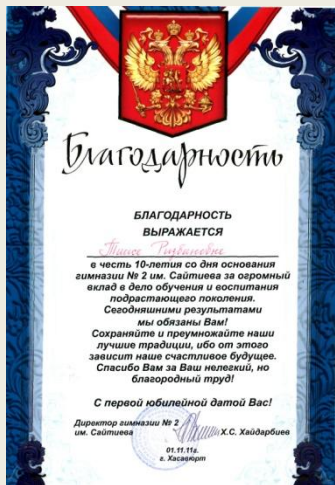 Благодарность
БЛАГОДАРНОСТЬ
ВЫРАЖАЕТСЯ
в честь 10-летия со дня основания
гимназии № 2 им. Сайтиева за огромный
вклад в дело обучения и воспитания
подрастающего поколения.
Сегодняшними результатами
мы обязаны Вам!
Сохраняйте и преумножайте наши
лучшие традиции, ибо от этого
зависит наше счастливое будущее.
Спасибо Вам за Ваш нелегкий, но
благородный труд!
С первой юбилейной датой Вас!
Директор гимназии № 2
им. Сайтиева Х.С. Хайдарбиев
01.11.11г.
г. Хасавюрт